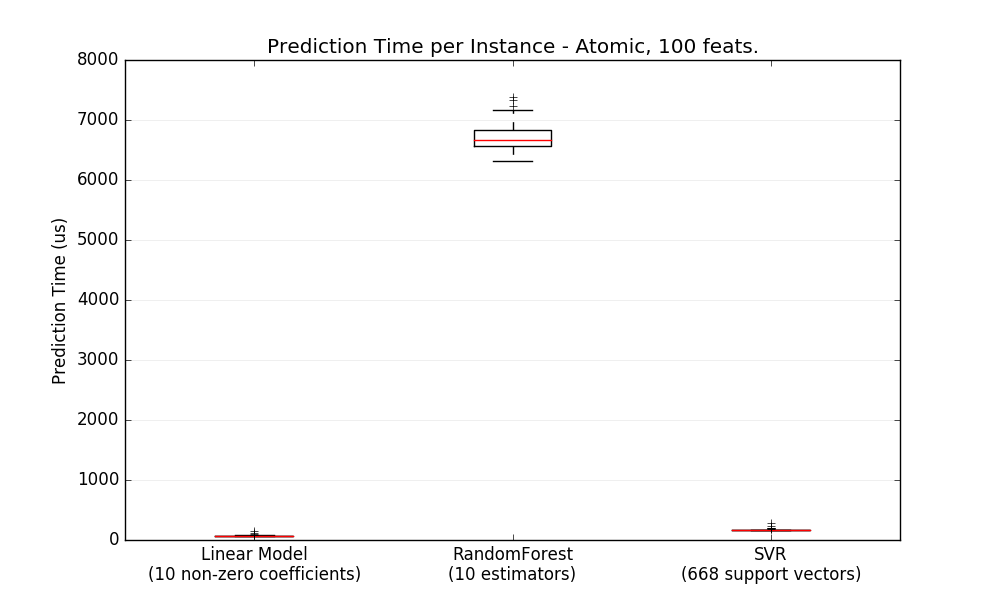 Prediction Time per Instance - Atomic, 100 feats.
8000
7000
6000
5000
4000
3000
2000
1000
0
Prediction Time (us)
Linear Model
(10 non-zero coefficients)
RandomForest
(10 estimators)
SVR
(668 support vectors)